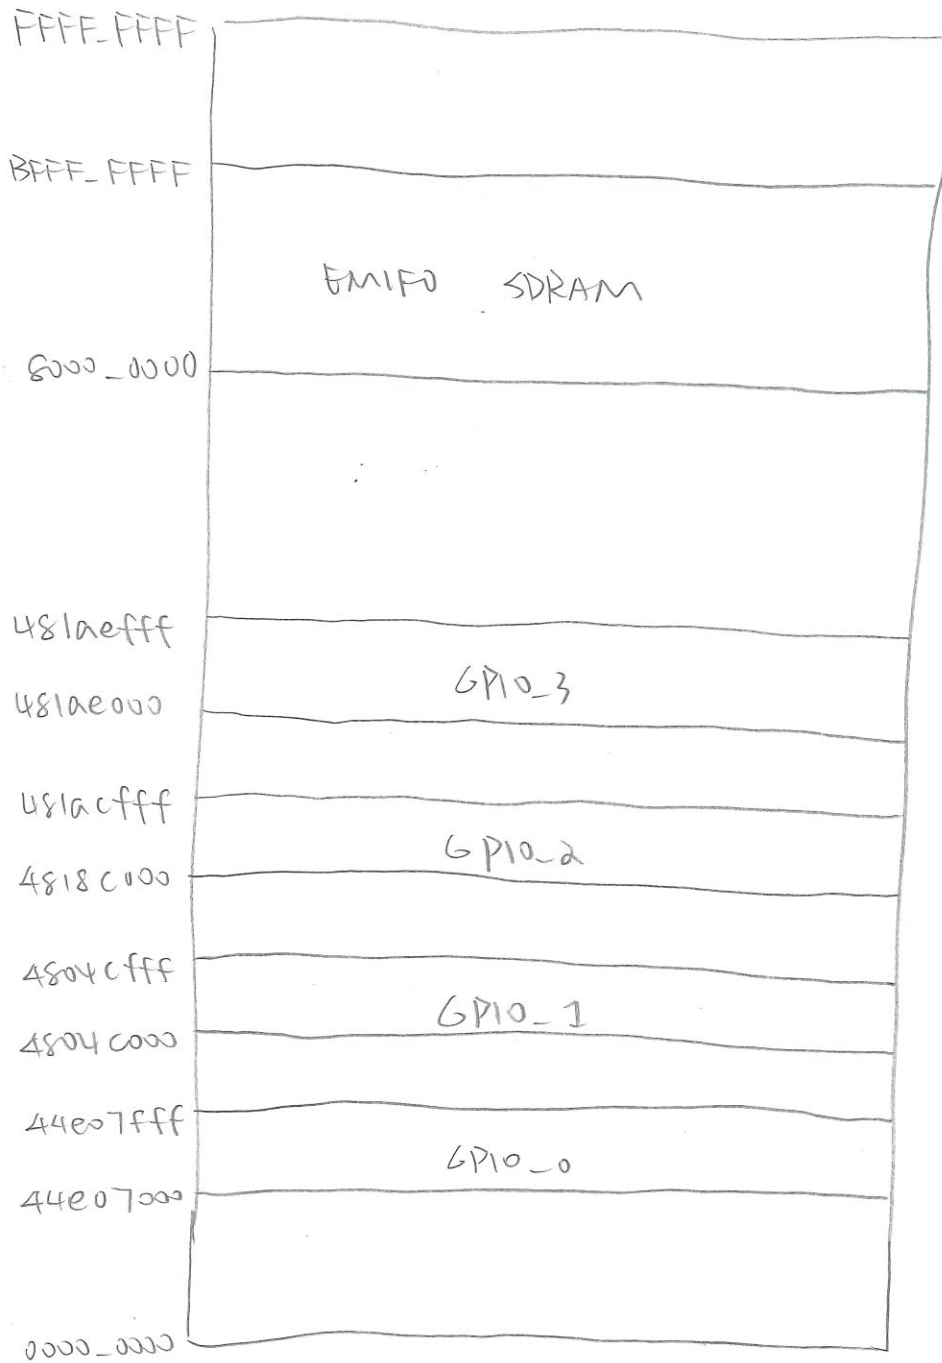 FFFF_FFFF
BFFF_FFFF
EMIF0 SDRAM
8000_0000
481aefff
GPIO_3
481ae000
481acfff
GPIO_2
4818c000
4804cfff
GPIO_1
4804c000
44e07fff
GPIO_0
44e07000
0000_0000